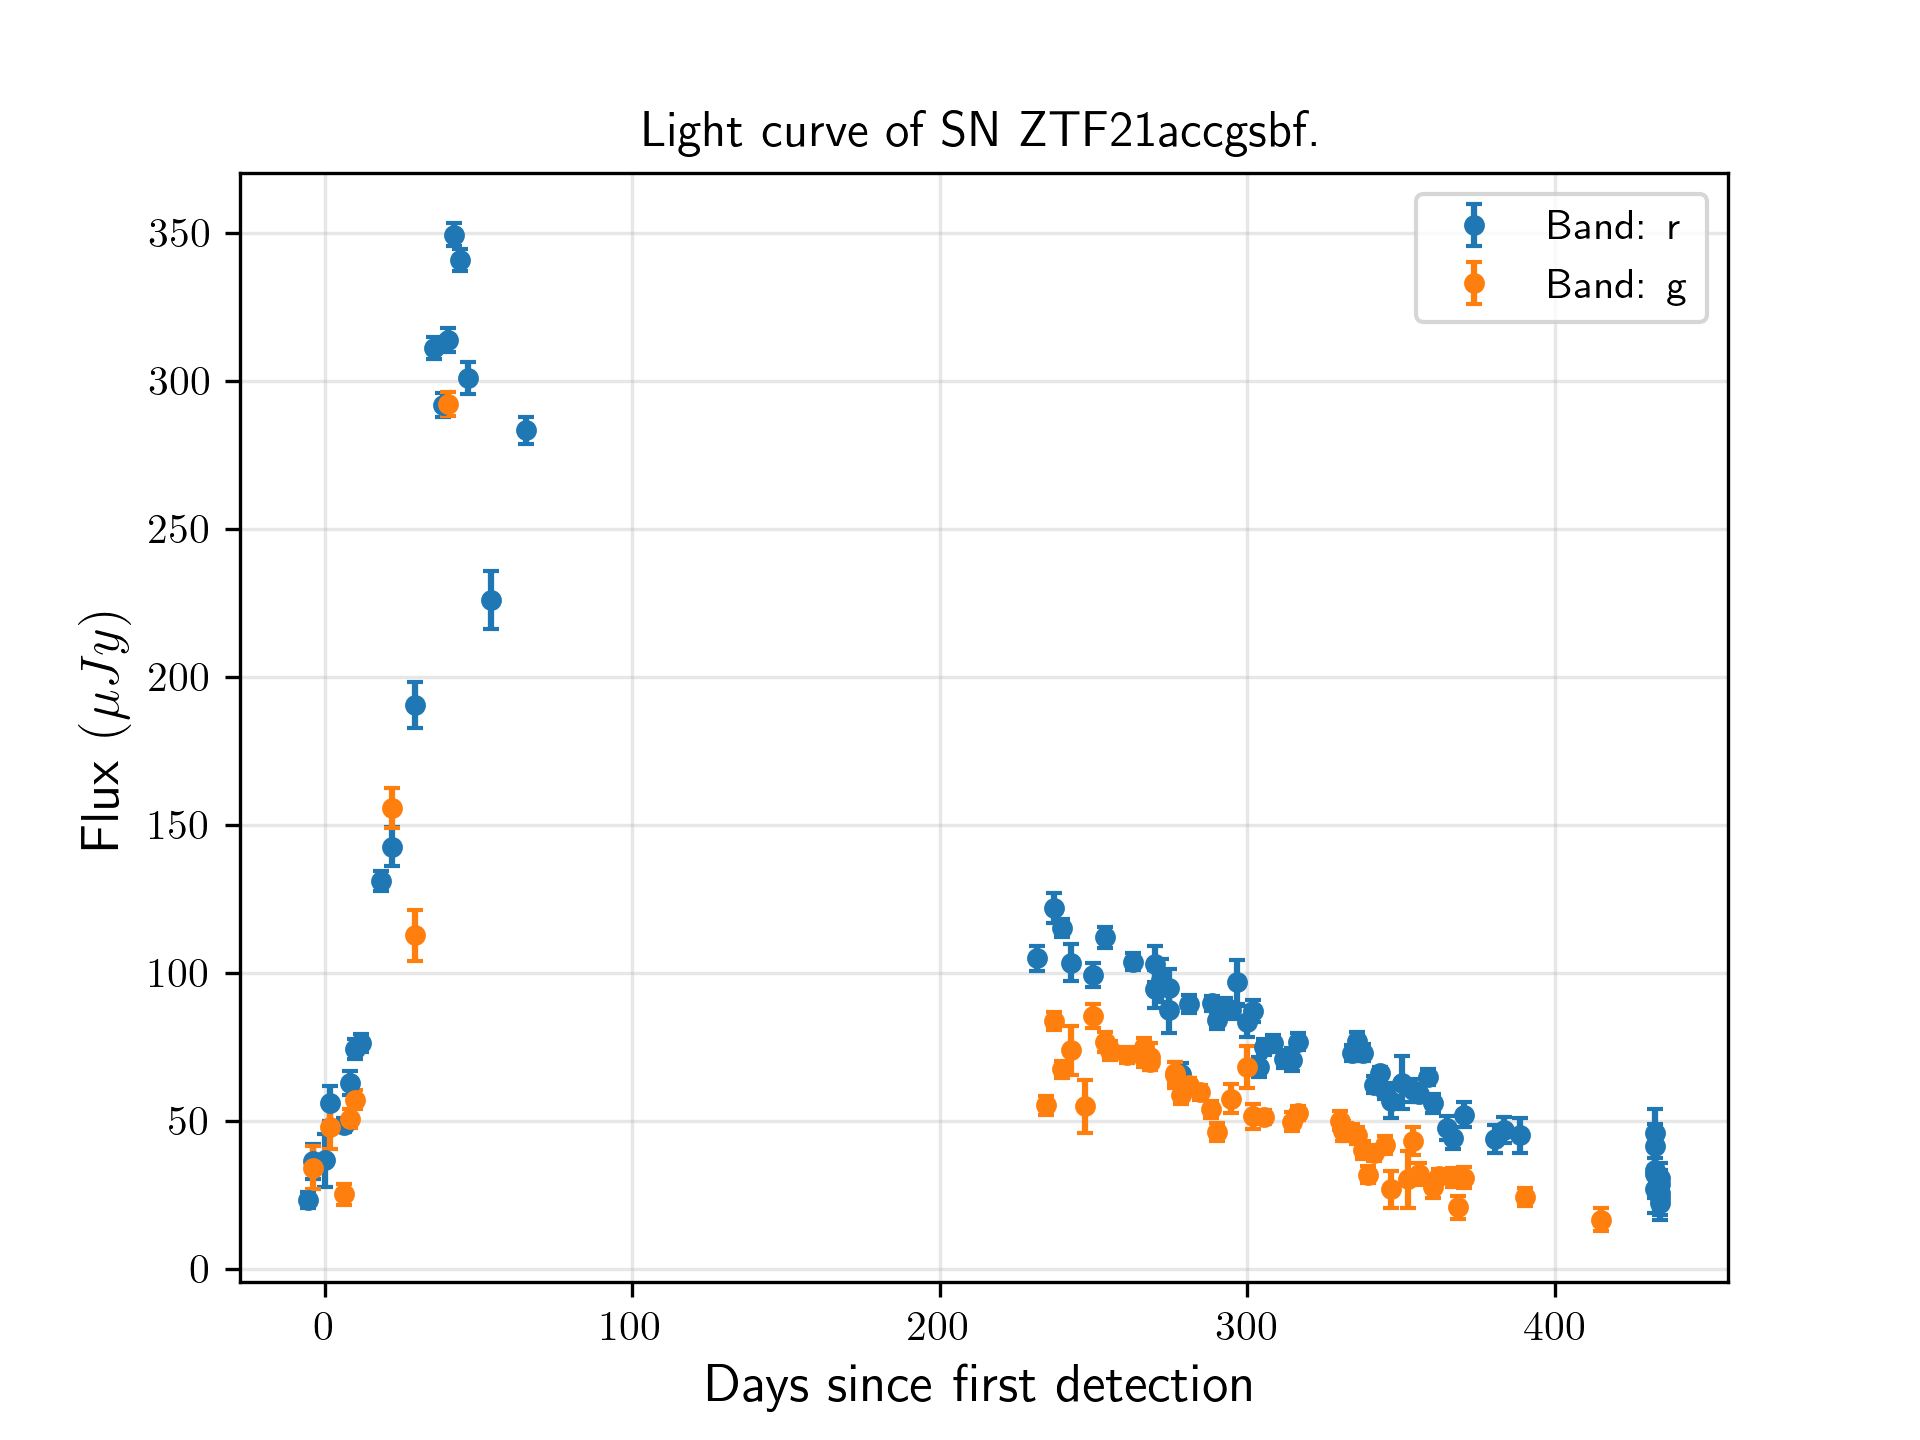 Light curve of SN ZTF21accgsbf.
Band: r
Band: g
Flux (μJy)
350
300
250
200
150
100
50
0
0 100 200 300 400
Days since first detection